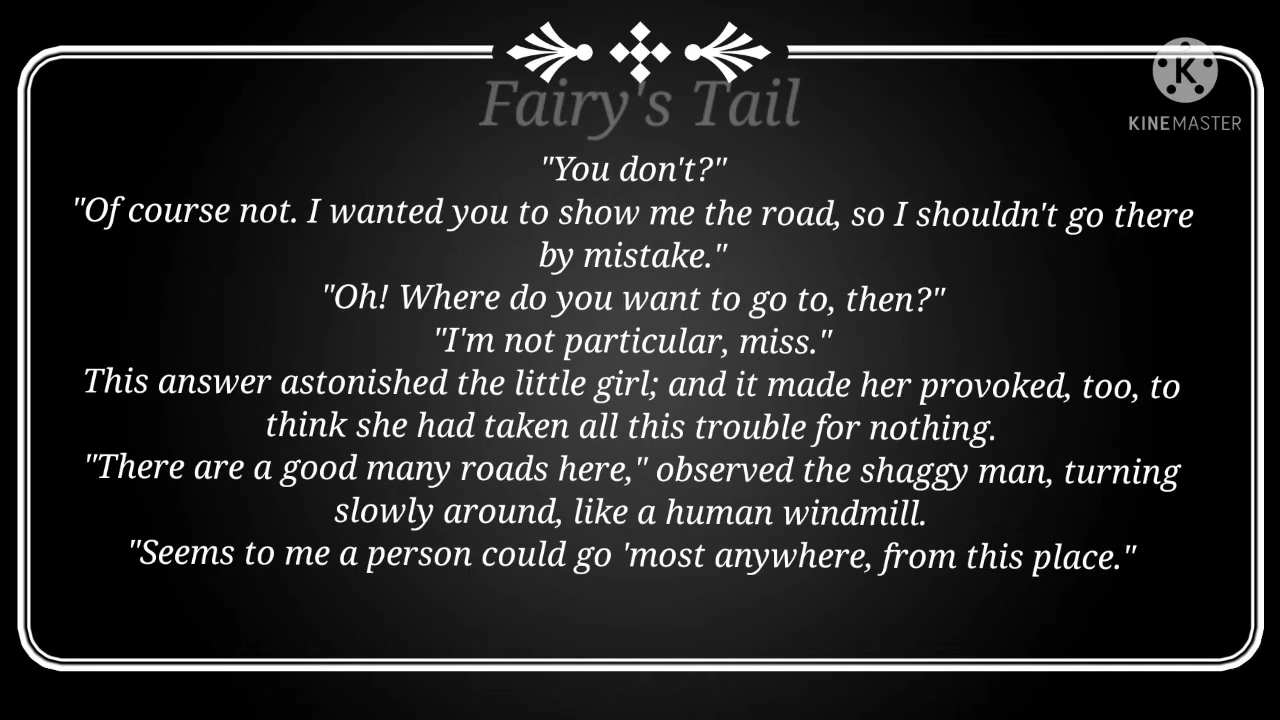 Fairy's Tail
K
KINEMASTER
"You don't?"
"Of course not. I wanted you to show me the road, so I shouldn't go there
by mistake."
"Oh! Where do you want to go to, then?"
"I'm not particular, miss."
This answer astonished the little girl; and it made her provoked, too, to
think she had taken all this trouble for nothing.
"There are a good many roads here," observed the shaggy man, turning
slowly around, like a human windmill.
"Seems to me a person could go 'most anywhere, from this place."